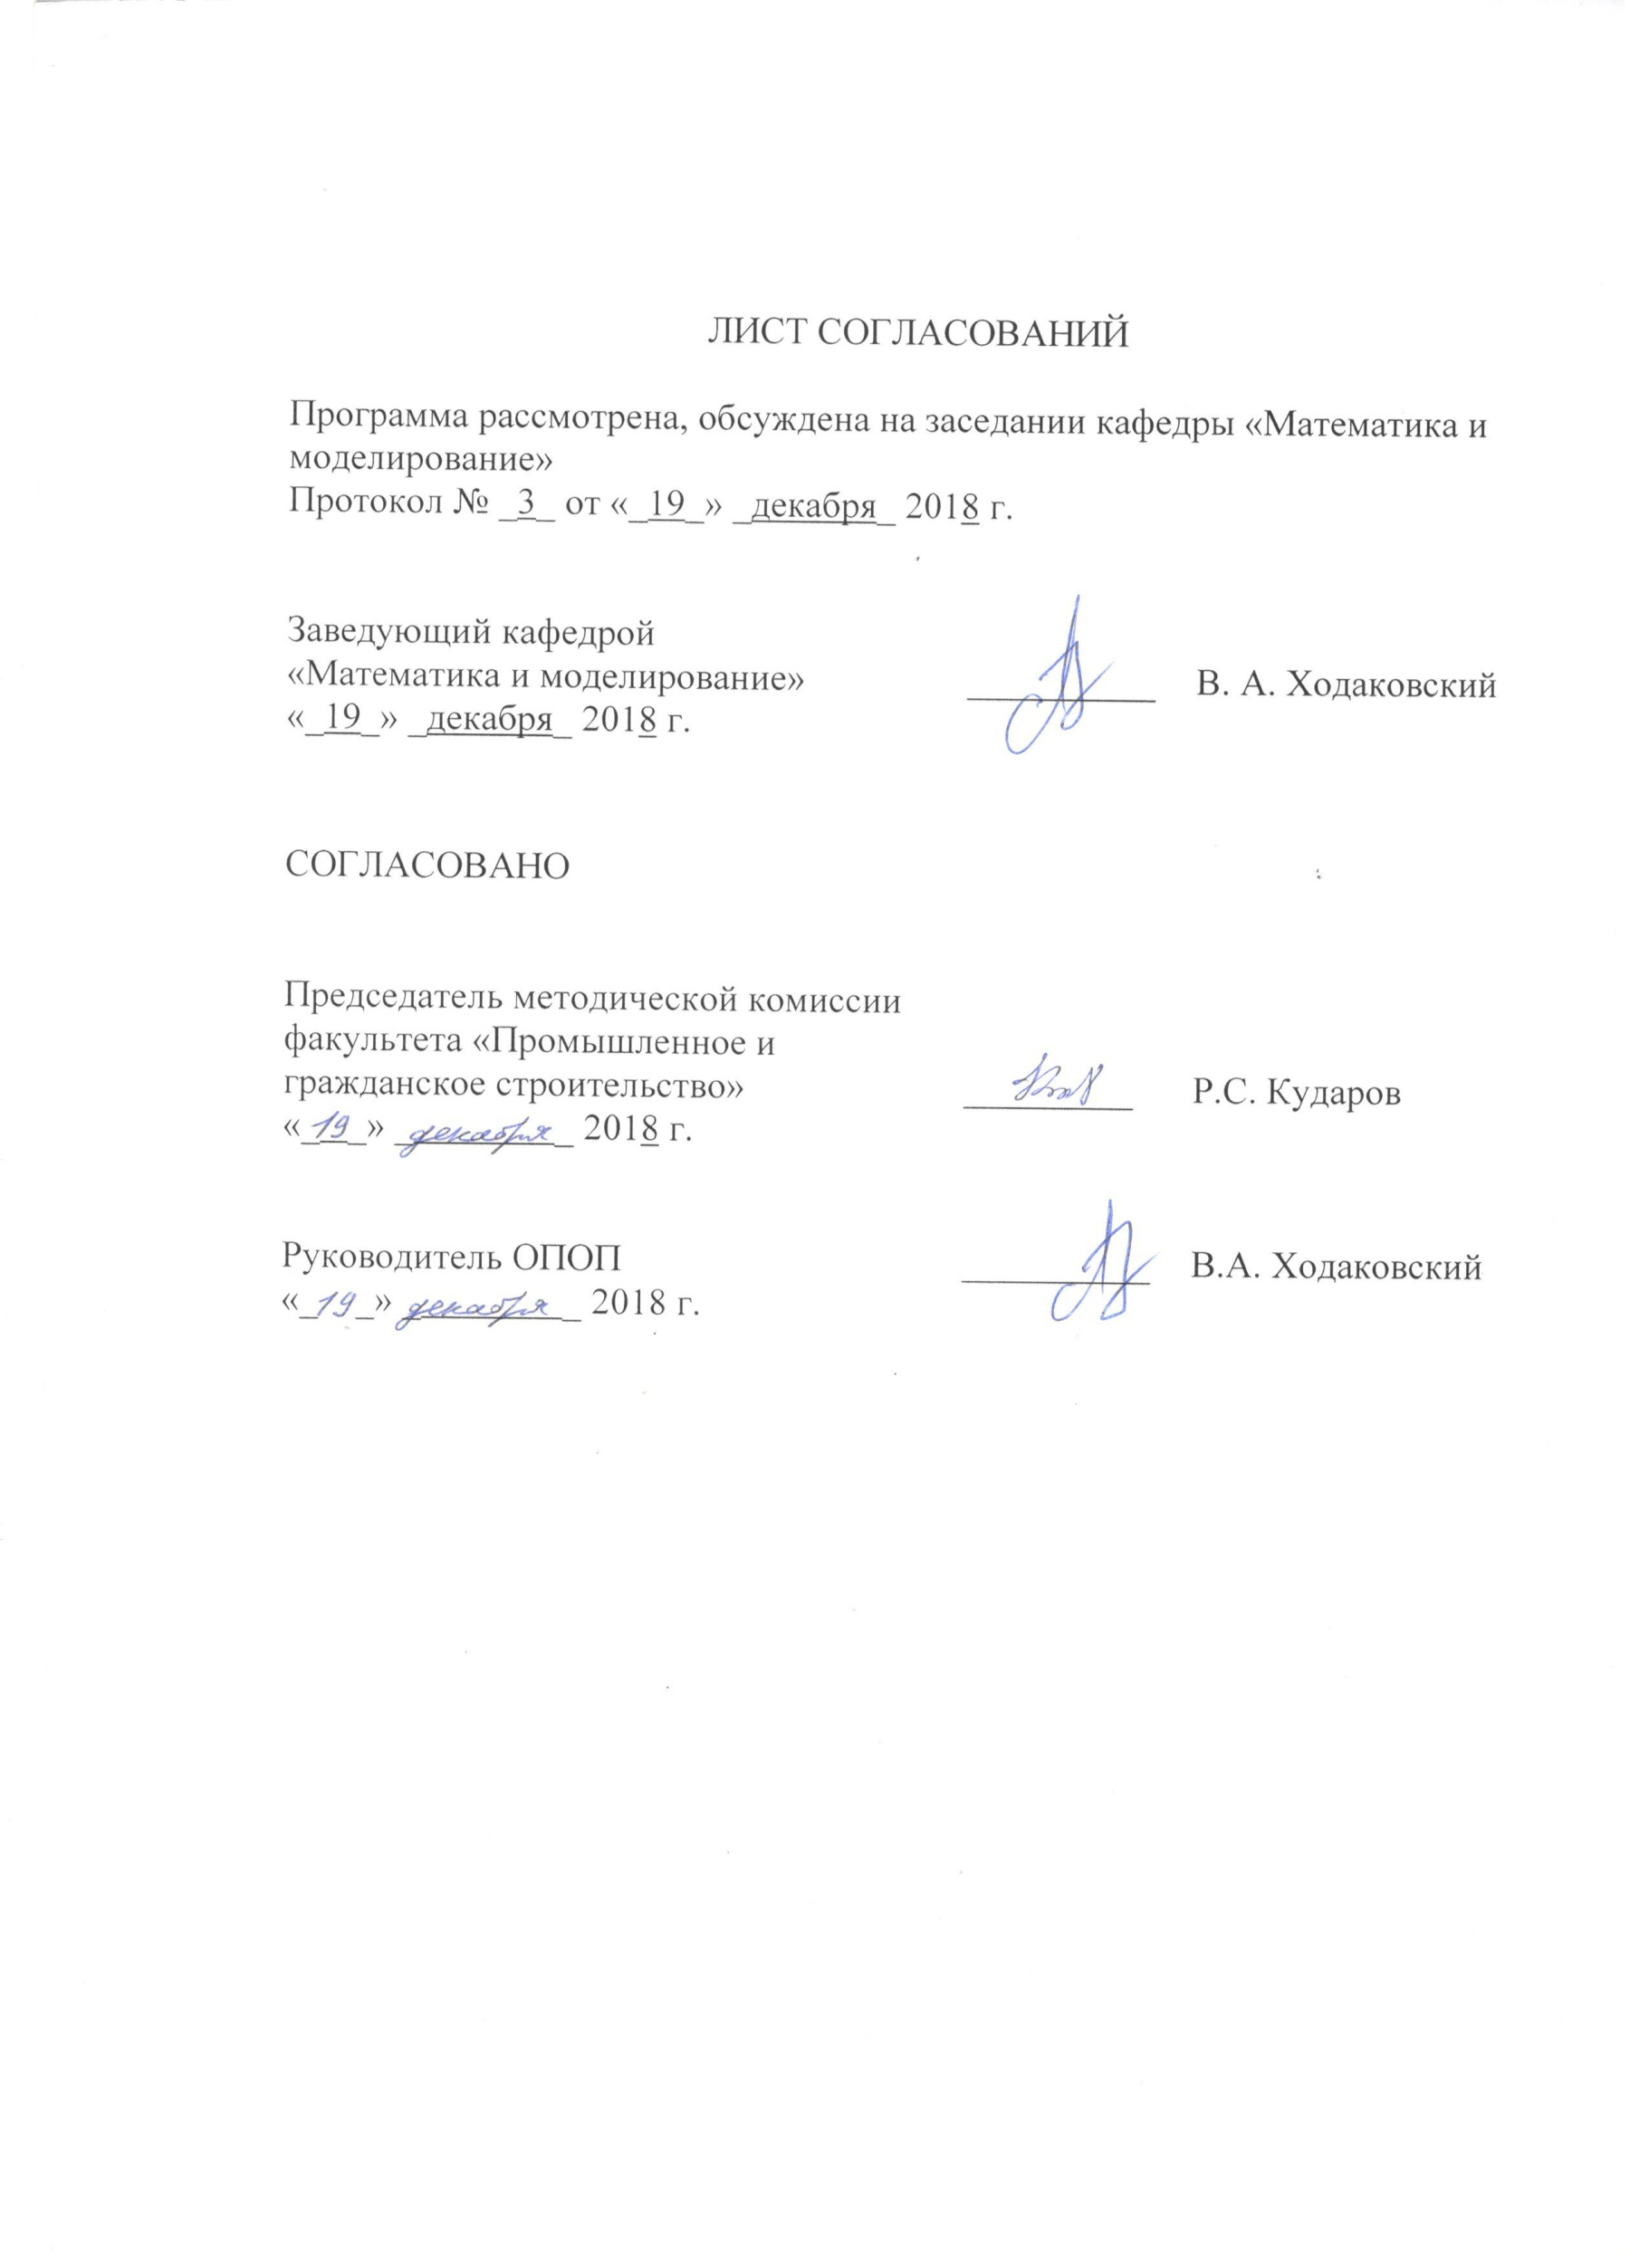 ЛИСТ СОГЛАСОВАНИЙ
Программа рассмотрена, обсуждена на заседании кафедры «Математика и
моделирование»
Протокол № _3_ от «_19_» _декабря_ 2018 г.
Заведующий кафедрой
«Математика и моделирование» В. А. Ходаковский
«_19_» _декабря_ 2018 г.
СОГЛАСОВАНО
Председатель методической комиссии
факультета «Промышленное и
гражданское строительство» Р.С. Кударов
«_19_» декабря_ 2018 г.
Руководитель ОПОП В.А. Ходаковский
«_19_» декабря_ 2018 г.